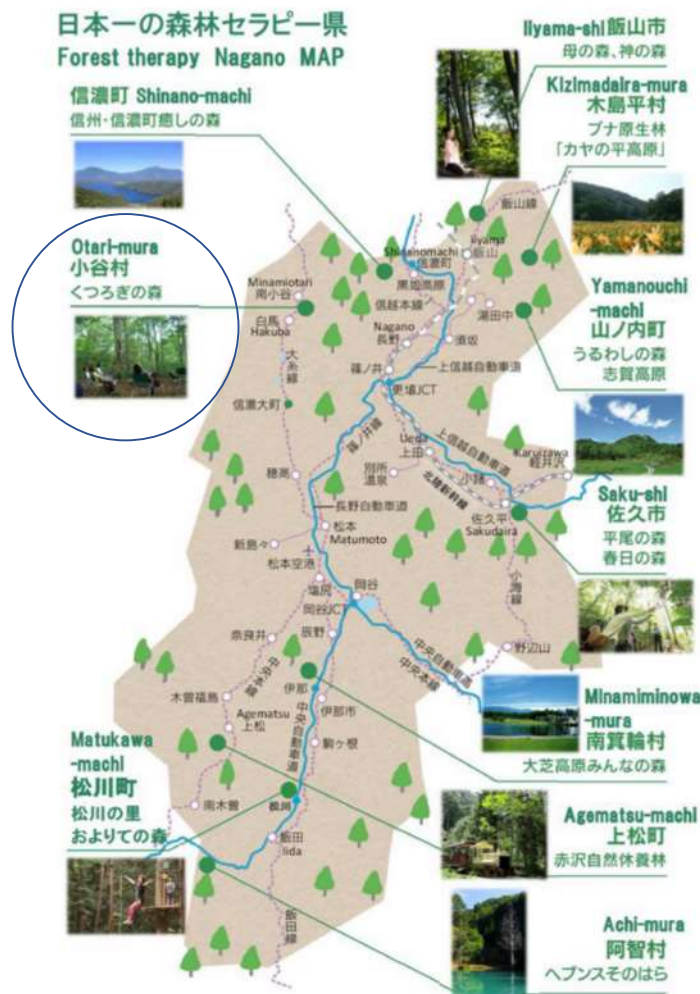 日本一の森林セラピー県
Forest therapy Nagano MAP
信濃町 Shinano-machi
信州・信濃町癒しの森
Iiyama-shi飯山市
母の森、神の森
Kizimadaira-mura
木島平村
ブナ原生林
「カヤの平高原」
Otari-mura
小谷村
くつろぎの森
Yamanouchi
-machi
山ノ内町
うるわしの森
志賀高原
Saku-shi
佐久市
平尾の森
春日の森
Minamiminowa
-mura
南箕輪村
大芝高原みんなの森
Agematsu-machi
上松町
赤沢自然休養林
Achi-mura
阿智村
ヘブンスそのはら
Matukawa
-machi
松川町
松川の里
およりての森
飯山線
Iiyama
飯山
Shinanomachi
信濃町
黒姫高原
信越本線
湯田中
Minamiotari
南小谷
白馬
Hakuba
大糸線
信濃大町
穂高
Nagano
長野
須坂
篠ノ井
上信越自動車道
更埴JCT
篠ノ井線
Ueda
上田
上信越自動車道
Karuizawa
軽井沢
別所
温泉
小諸
北陸新幹線
佐久平
Sakudaira
小海線
野辺山
長野自動車道
松本
Matumoto
新島々
松本空港
塩尻
岡谷
岡谷JCT
辰野
奈良井
中央本線
中央自動車道
中央本線
木曽福島
Agematsu
上松
南木曽
伊那
伊那市
中央自動車道
駒ヶ根
飯田
Iida
飯田線